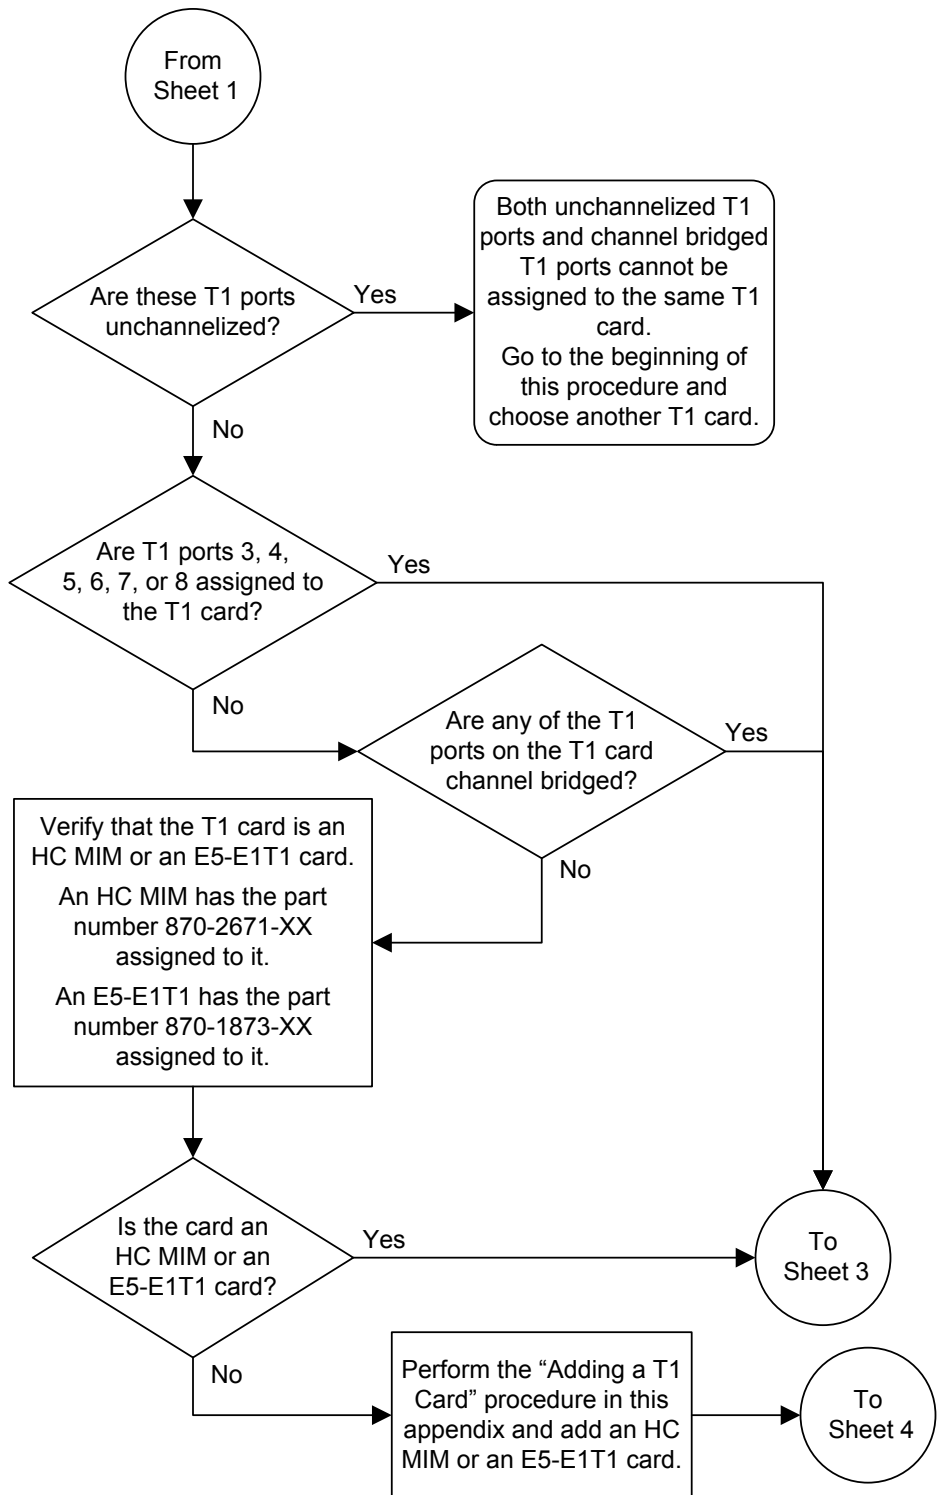 From
Sheet 1
Are these T1 ports
unchannelized?
Yes
Both unchannelized T1
ports and channel bridged
T1 ports cannot be
assigned to the same T1
card.
Go to the beginning of
this procedure and
choose another T1 card.
No
Are T1 ports 3, 4,
5, 6, 7, or 8 assigned to
the T1 card?
Yes
No
Are any of the T1
ports on the T1 card
channel bridged?
Yes
No
Verify that the T1 card is an
HC MIM or an E5-E1T1 card.
An HC MIM has the part
number 870-2671-XX
assigned to it.
An E5-E1T1 has the part
number 870-1873-XX
assigned to it.
Is the card an
HC MIM or an
E5-E1T1 card?
Yes
To
Sheet 3
No
Perform the “Adding a T1
Card” procedure in this
appendix and add an HC
MIM or an E5-E1T1 card.
To
Sheet 4